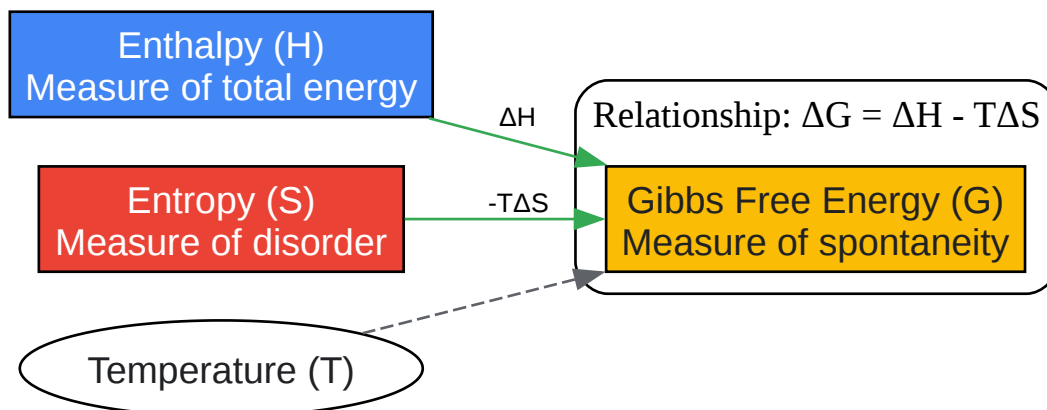 Enthalpy (H)
Measure of total energy
ΔH
Relationship: ΔG = ΔH - TΔS
Entropy (S)
Measure of disorder
-TΔS
Gibbs Free Energy (G)
Measure of spontaneity
Temperature (T)